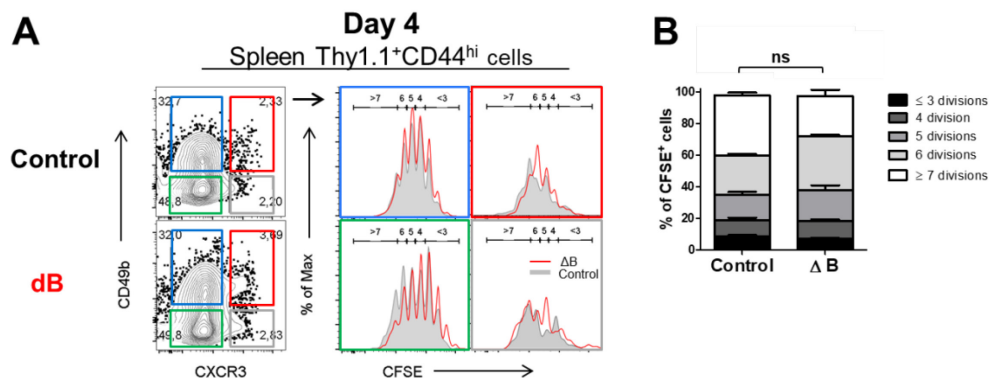 A
Day 4
Spleen Thy1.1⁺CD44ʰⁱ cells
Control
dB
CD49b
32,7
2,33
48,8
2,20
32,0
3,69
49,8
2,83
CXCR3
% of Max
>7 6 5 4 <3
>7 6 5 4 <3
>7 6 5 4 <3
>7 6 5 4 <3
ΔB
Control
CFSE
B
ns
% of CFSE⁺ cells
100
80
60
40
20
0
Control
Δ B
≤ 3 divisions
4 division
5 divisions
6 divisions
≥ 7 divisions